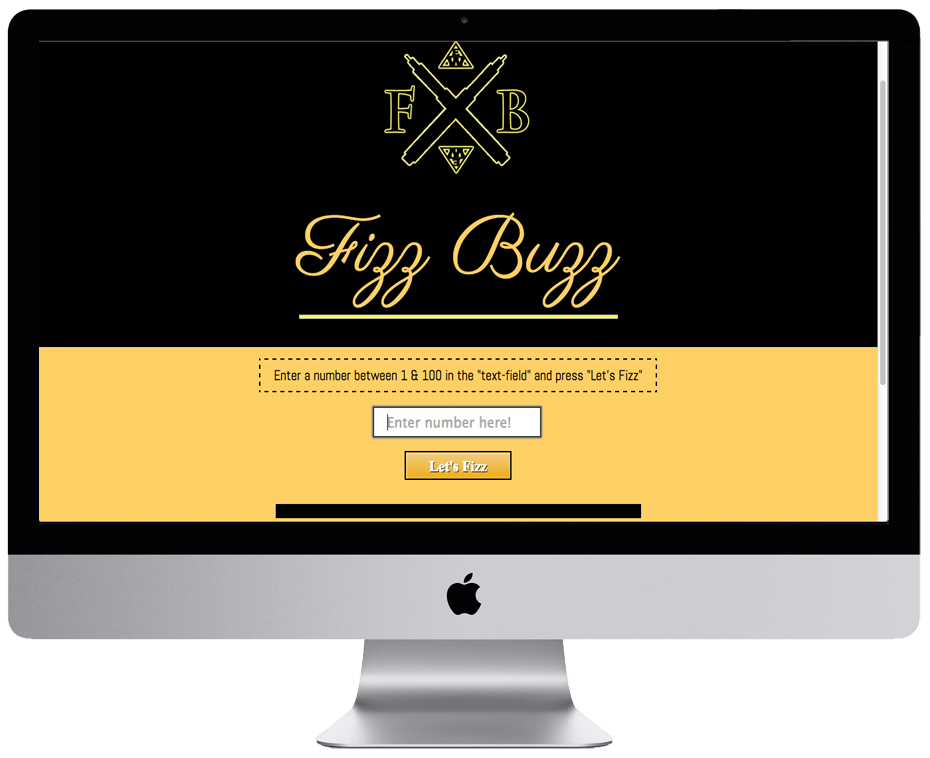 F B
Fizz Buzz
Enter a number between 1 & 100 in the "text-field" and press "Let's Fizz"
Enter number here!
Let's Fizz